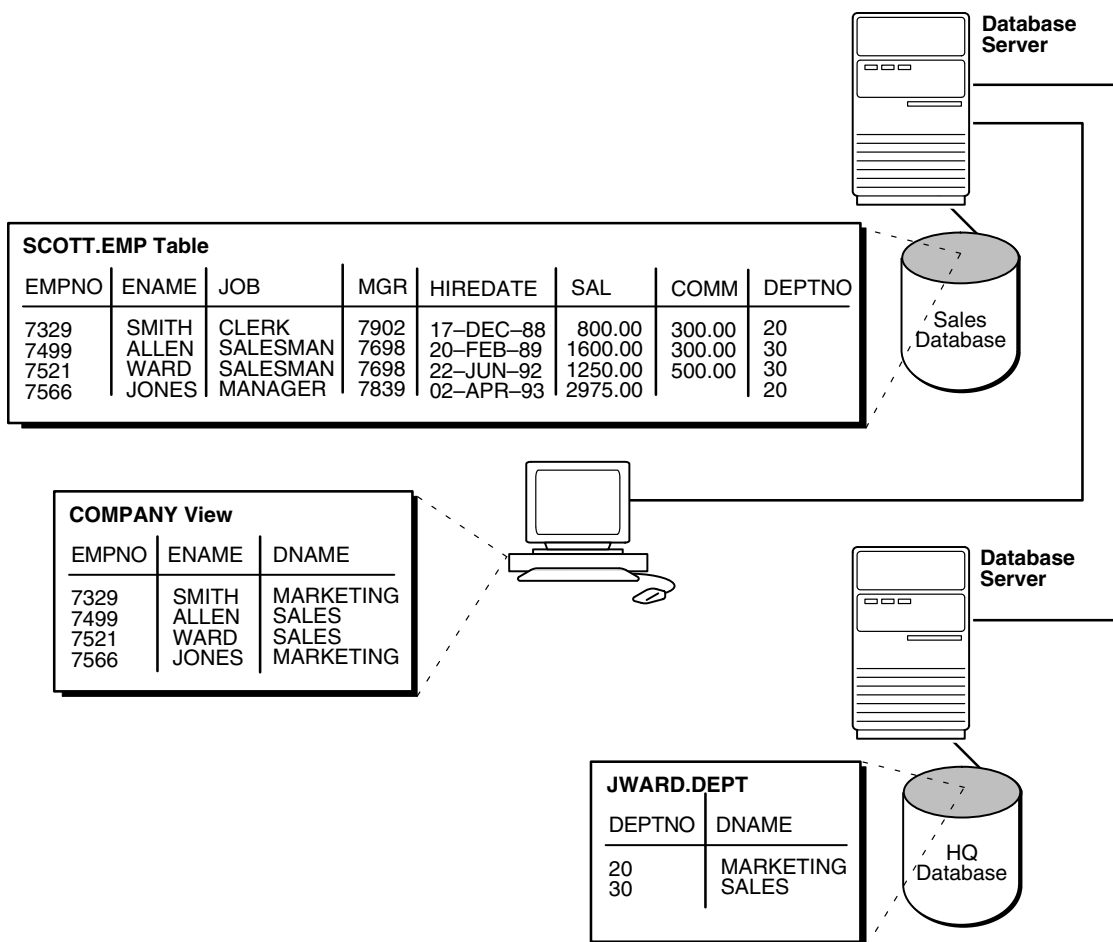 Database
Server
SCOTT.EMP Table
EMPNO ENAME JOB MGR HIREDATE SAL COMM DEPTNO
7329 SMITH CLERK 7902 17–DEC–88 800.00 300.00 20
7499 ALLEN SALESMAN 7698 20–FEB–89 1600.00 300.00 30
7521 WARD SALESMAN 7698 22–JUN–92 1250.00 500.00 30
7566 JONES MANAGER 7839 02–APR–93 2975.00 20
Sales
Database
COMPANY View
EMPNO ENAME DNAME
7329 SMITH MARKETING
7499 ALLEN SALES
7521 WARD SALES
7566 JONES MARKETING
Database
Server
JWARD.DEPT
DEPTNO DNAME
20 MARKETING
30 SALES
HQ
Database